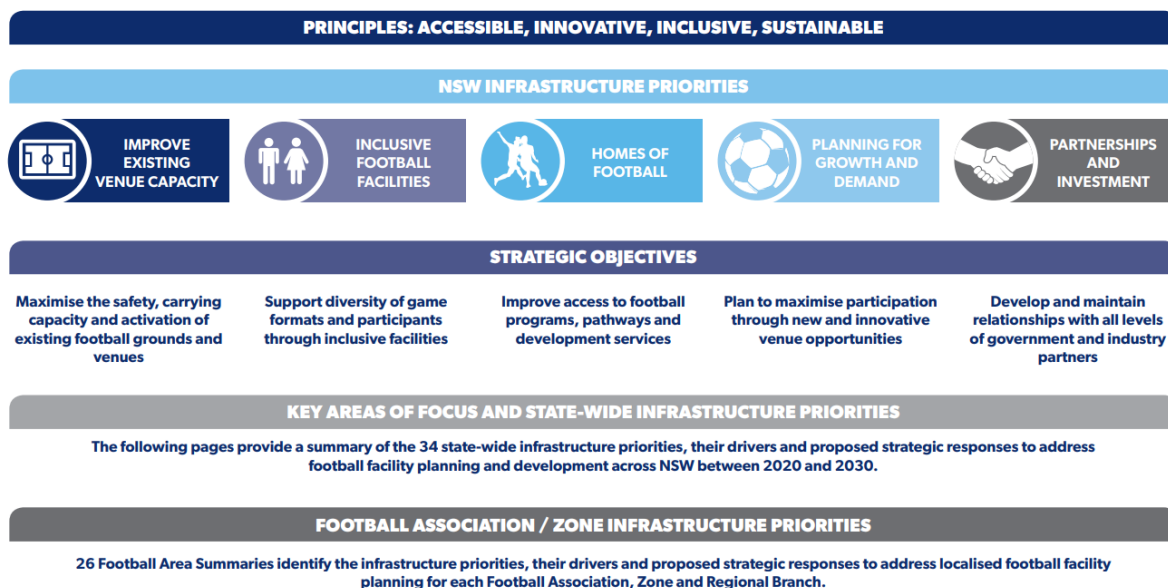 PRINCIPLES: ACCESSIBLE, INNOVATIVE, INCLUSIVE, SUSTAINABLE
NSW INFRASTRUCTURE PRIORITIES
IMPROVE
EXISTING
VENUE CAPACITY
INCLUSIVE
FOOTBALL
FACILITIES
HOMES OF
FOOTBALL
PLANNING FOR
GROWTH AND
DEMAND
PARTNERSHIPS
AND
INVESTMENT
STRATEGIC OBJECTIVES
Maximise the safety, carrying
capacity and activation of
existing football grounds and
venues
Support diversity of game
formats and participants
through inclusive facilities
Improve access to football
programs, pathways and
development services
Plan to maximise participation
through new and innovative
venue opportunities
Develop and maintain
relationships with all levels
of government and industry
partners
KEY AREAS OF FOCUS AND STATE-WIDE INFRASTRUCTURE PRIORITIES
The following pages provide a summary of the 34 state-wide infrastructure priorities, their drivers and proposed strategic responses to address
football facility planning and development across NSW between 2020 and 2030.
FOOTBALL ASSOCIATION / ZONE INFRASTRUCTURE PRIORITIES
26 Football Area Summaries identify the infrastructure priorities, their drivers and proposed strategic responses to address localised football facility
planning for each Football Association, Zone and Regional Branch.